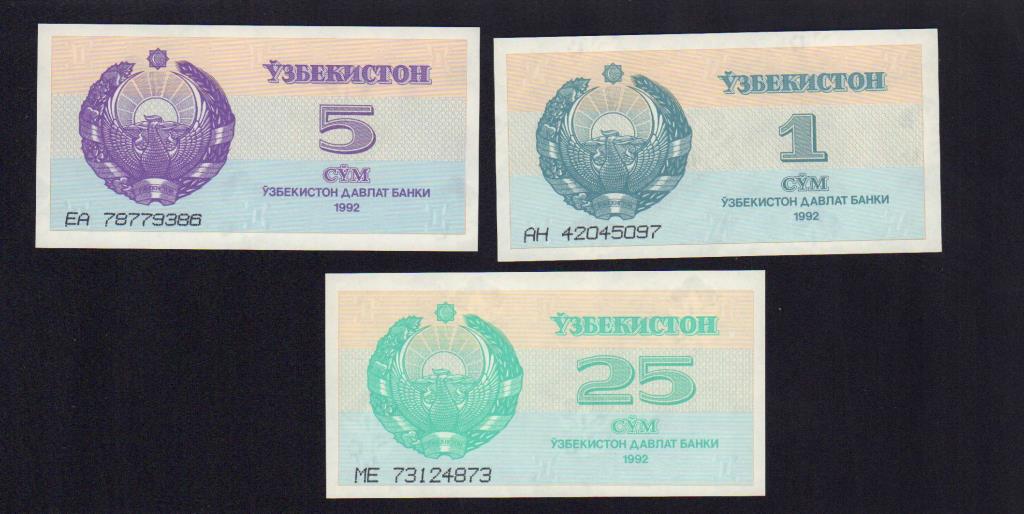 ЎЗБЕКИСТОН
5
СЎМ
ЎЗБЕКИСТОН ДАВЛАТ БАНКИ
1992
ЕА 78779386
ЎЗБЕКИСТОН
1
СЎМ
ЎЗБЕКИСТОН ДАВЛАТ БАНКИ
1992
АН 42045097
ЎЗБЕКИСТОН
25
СЎМ
ЎЗБЕКИСТОН ДАВЛАТ БАНКИ
1992
МЕ 73124873